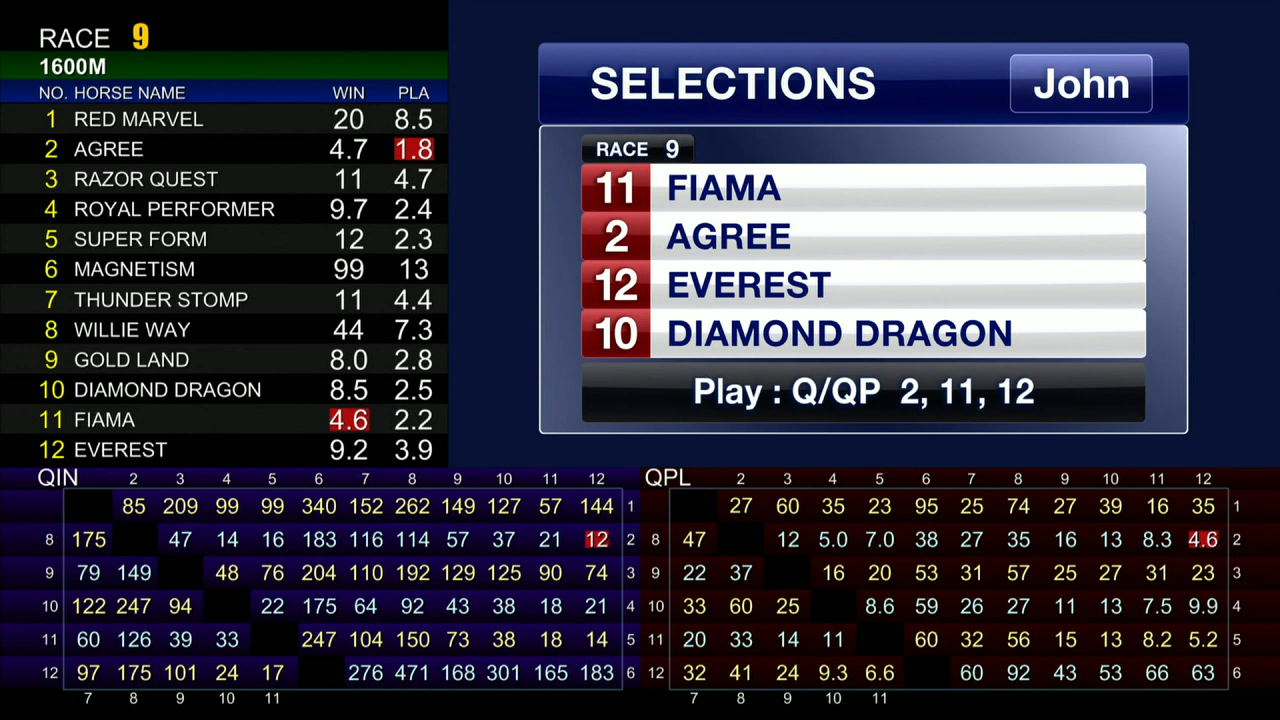 RACE 9
1600M
NO. HORSE NAME WIN PLA
1 RED MARVEL 20 8.5
2 AGREE 4.7 1.8
3 RAZOR QUEST 11 4.7
4 ROYAL PERFORMER 9.7 2.4
5 SUPER FORM 12 2.3
6 MAGNETISM 99 13
7 THUNDER STOMP 11 4.4
8 WILLIE WAY 44 7.3
9 GOLD LAND 8.0 2.8
10 DIAMOND DRAGON 8.5 2.5
11 FIAMA 4.6 2.2
12 EVEREST 9.2 3.9
SELECTIONS John
RACE 9
11 FIAMA
2 AGREE
12 EVEREST
10 DIAMOND DRAGON
Play : Q/QP 2, 11, 12
QIN 2 3 4 5 6 7 8 9 10 11 12
85 209 99 99 340 152 262 149 127 57 144 1
8 175 47 14 16 183 116 114 57 37 21 12 2
9 79 149 48 76 204 110 192 129 125 90 74 3
10 122 247 94 22 175 64 92 43 38 18 21 4
11 60 126 39 33 247 104 150 73 38 18 14 5
12 97 175 101 24 17 276 471 168 301 165 183 6
7 8 9 10 11
QPL 2 3 4 5 6 7 8 9 10 11 12
27 60 35 23 95 25 74 27 39 16 35 1
8 47 12 5.0 7.0 38 27 35 16 13 8.3 4.6 2
9 22 37 16 20 53 31 57 25 27 31 23 3
10 33 60 25 8.6 59 26 27 11 13 7.5 9.9 4
11 20 33 14 11 60 32 56 15 13 8.2 5.2 5
12 32 41 24 9.3 6.6 60 92 43 53 66 63 6
7 8 9 10 11